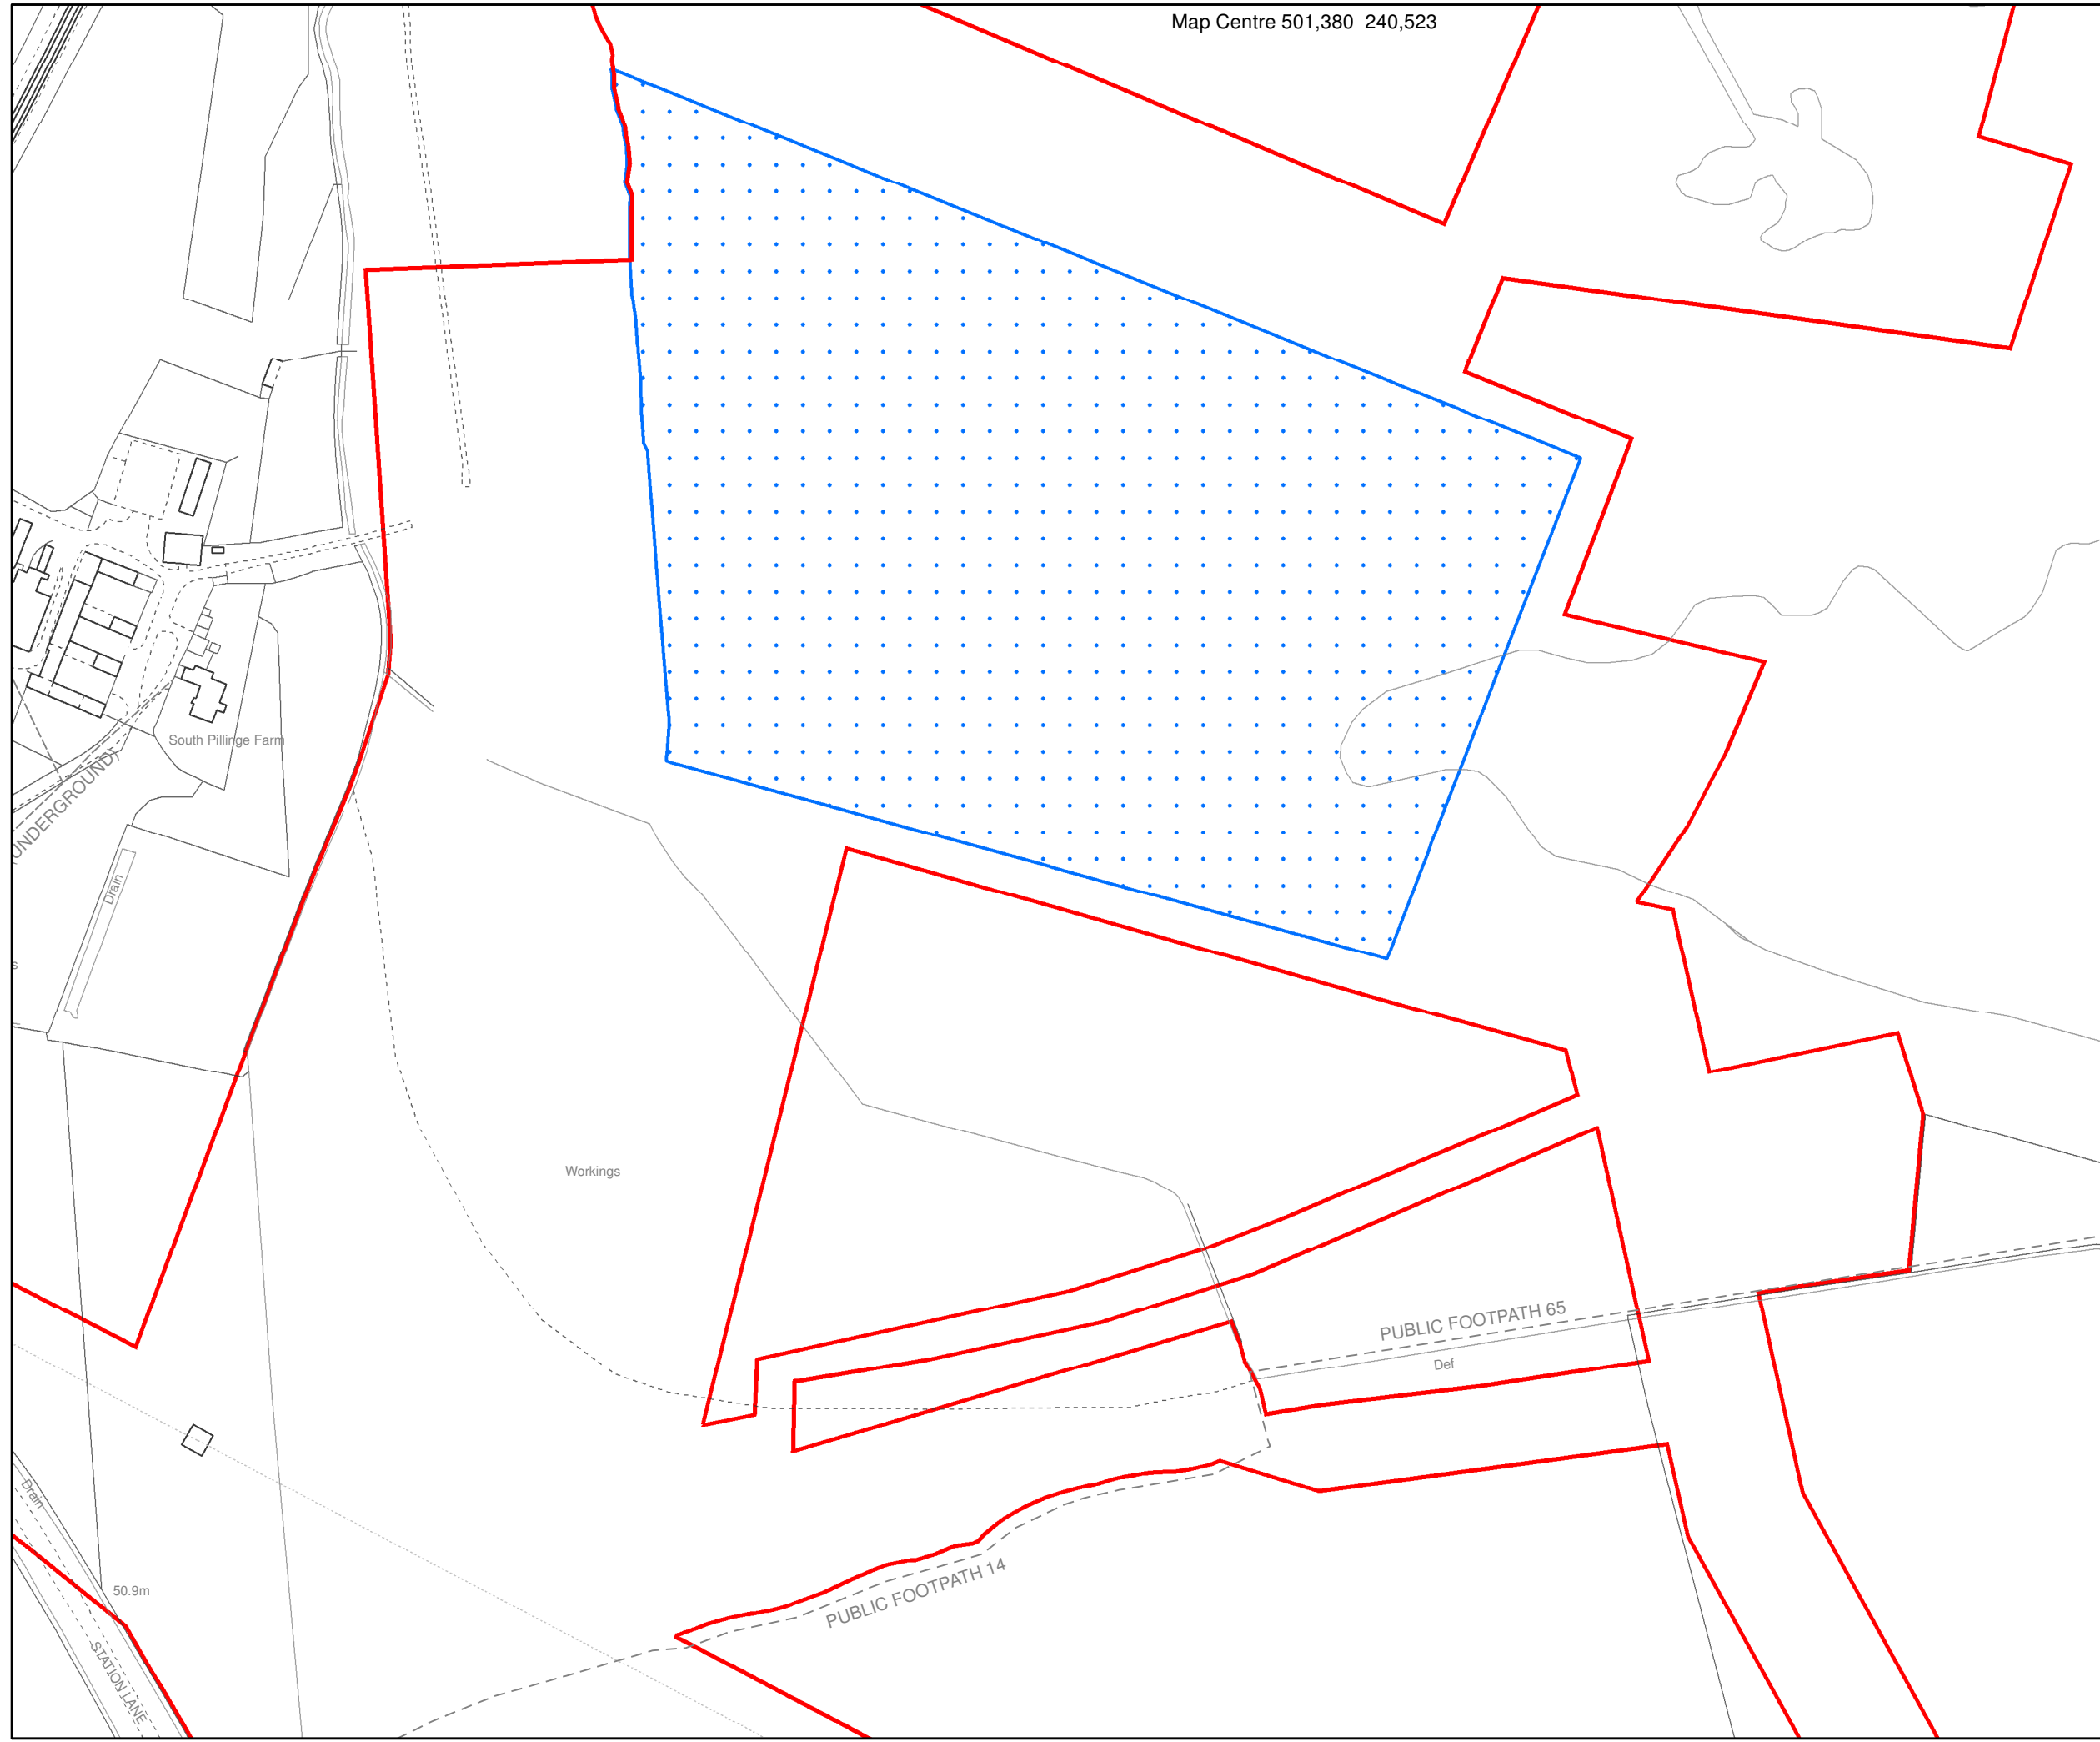 Map Centre 501,380  240,523
South Pillinge Farm
UNDERGROUND)
Drain
s
Workings
PUBLIC FOOTPATH 65
Def
Drain
PUBLIC FOOTPATH 14
50.9m
STATION LANE